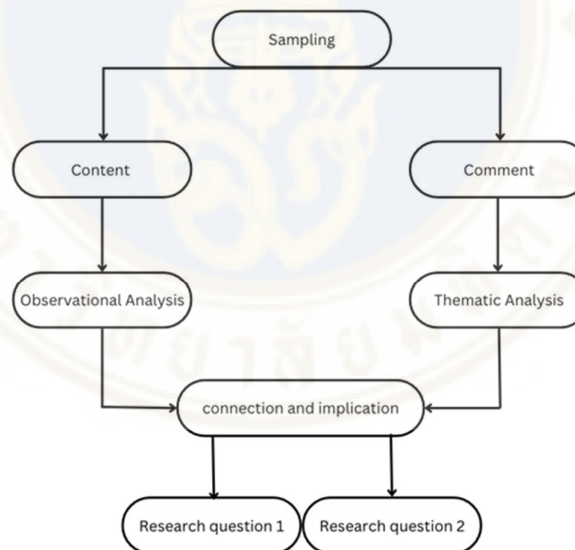 Sampling
Content
Comment
Observational Analysis
Thematic Analysis
connection and implication
Research question 1
Research question 2